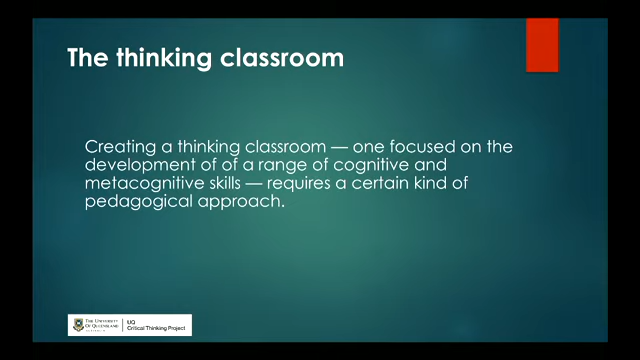 The thinking classroom
Creating a thinking classroom — one focused on the
development of of a range of cognitive and
metacognitive skills — requires a certain kind of
pedagogical approach.
THE UNIVERSITY
OF QUEENSLAND
AUSTRALIA
UQ
Critical Thinking Project